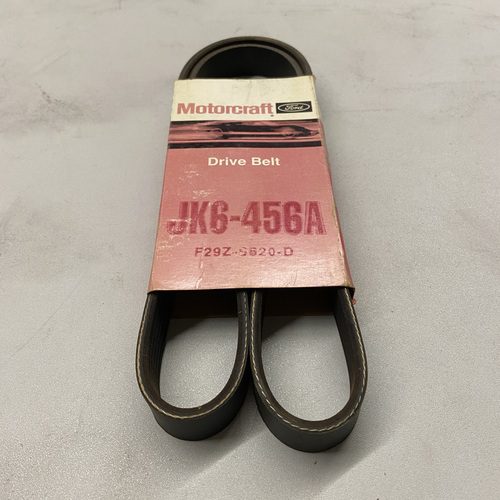 Motorcraft Ford
Drive Belt
JK6-456A
F29Z-8620-D